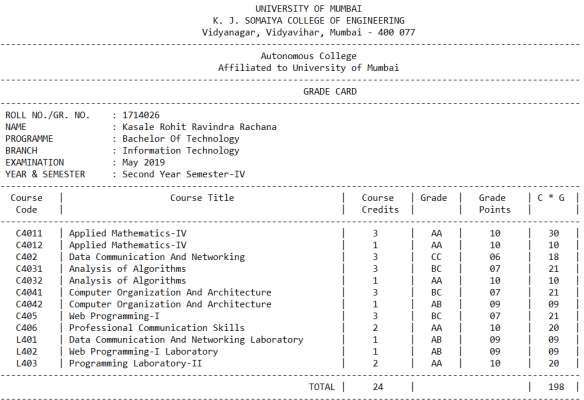 UNIVERSITY OF MUMBAI
K. J. SOMAIYA COLLEGE OF ENGINEERING
Vidyanagar, Vidyavihar, Mumbai - 400 077
Autonomous College
Affiliated to University of Mumbai
GRADE CARD
ROLL NO./GR. NO. : 1714026
NAME : Kasale Rohit Ravindra Rachana
PROGRAMME : Bachelor Of Technology
BRANCH : Information Technology
EXAMINATION : May 2019
YEAR & SEMESTER : Second Year Semester-IV
Course | Course Title | Course | Grade | Grade | C * G |
Code | | Credits | | Points | |
C4011 | Applied Mathematics-IV | 3 | AA | 10 | 30 |
C4012 | Applied Mathematics-IV | 1 | AA | 10 | 10 |
C402 | Data Communication And Networking | 3 | CC | 06 | 18 |
C4031 | Analysis of Algorithms | 3 | BC | 07 | 21 |
C4032 | Analysis of Algorithms | 1 | AA | 10 | 10 |
C4041 | Computer Organization And Architecture | 3 | BC | 07 | 21 |
C4042 | Computer Organization And Architecture | 1 | AB | 09 | 09 |
C405 | Web Programming-I | 3 | BC | 07 | 21 |
C406 | Professional Communication Skills | 2 | AA | 10 | 20 |
L401 | Data Communication And Networking Laboratory | 1 | AB | 09 | 09 |
L402 | Web Programming-I Laboratory | 1 | AB | 09 | 09 |
L403 | Programming Laboratory-II | 2 | AA | 10 | 20 |
TOTAL | 24 | | 198 |